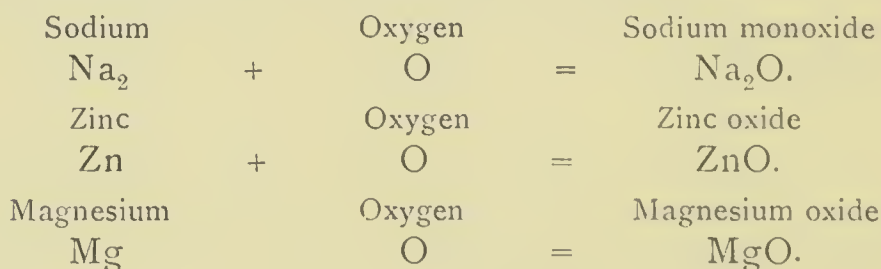 Sodium Oxygen Sodium monoxide
Na₂ + O = Na₂O.
Zinc Oxygen Zinc oxide
Zn + O = ZnO.
Magnesium Oxygen Magnesium oxide
Mg O = MgO.